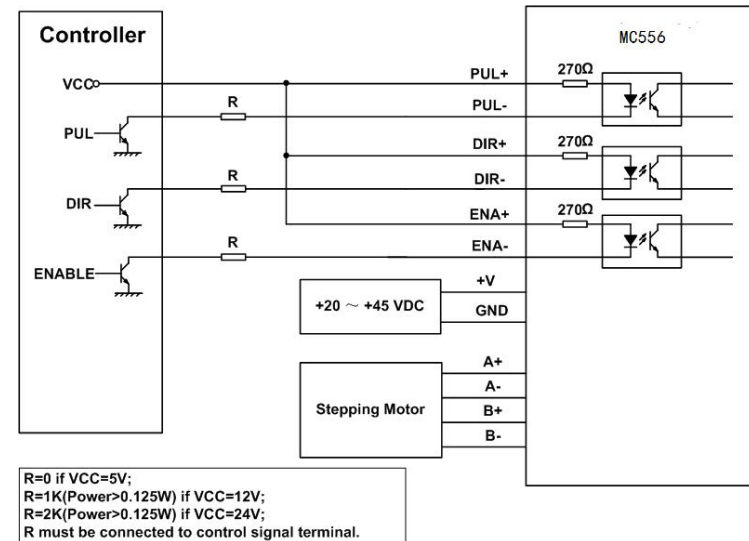 Controller
MC556
VCC
PUL+
270Ω
R
PUL-
PUL
DIR+
270Ω
R
DIR-
DIR
ENA+
270Ω
R
ENA-
ENABLE
+V
+20 ～ +45 VDC
GND
A+
A-
Stepping Motor
B+
B-
R=0 if VCC=5V;
R=1K(Power>0.125W) if VCC=12V;
R=2K(Power>0.125W) if VCC=24V;
R must be connected to control signal terminal.